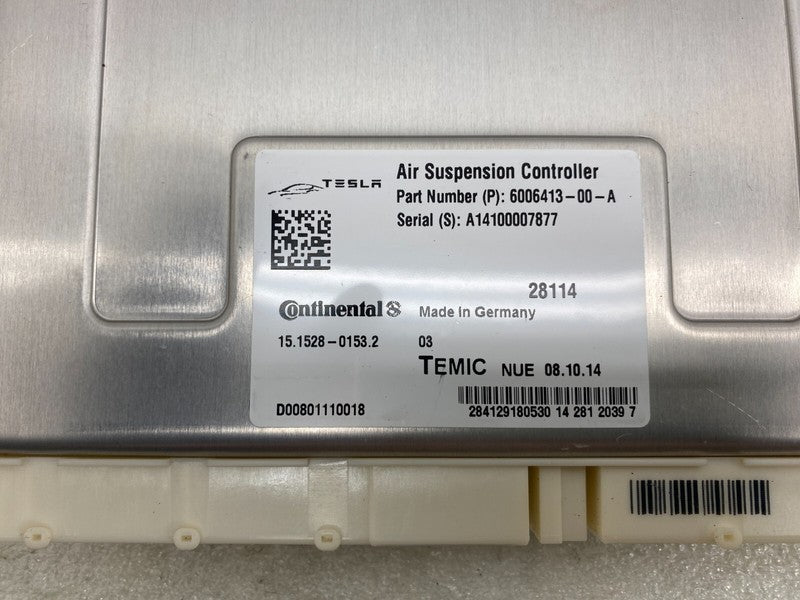 TESLA
Air Suspension Controller
Part Number (P): 6006413-00-A
Serial (S): A14100007877
28114
Continental Made in Germany
15.1528-0153.2 03
TEMIC NUE 08.10.14
D00801110018
284129180530 14 281 2039 7